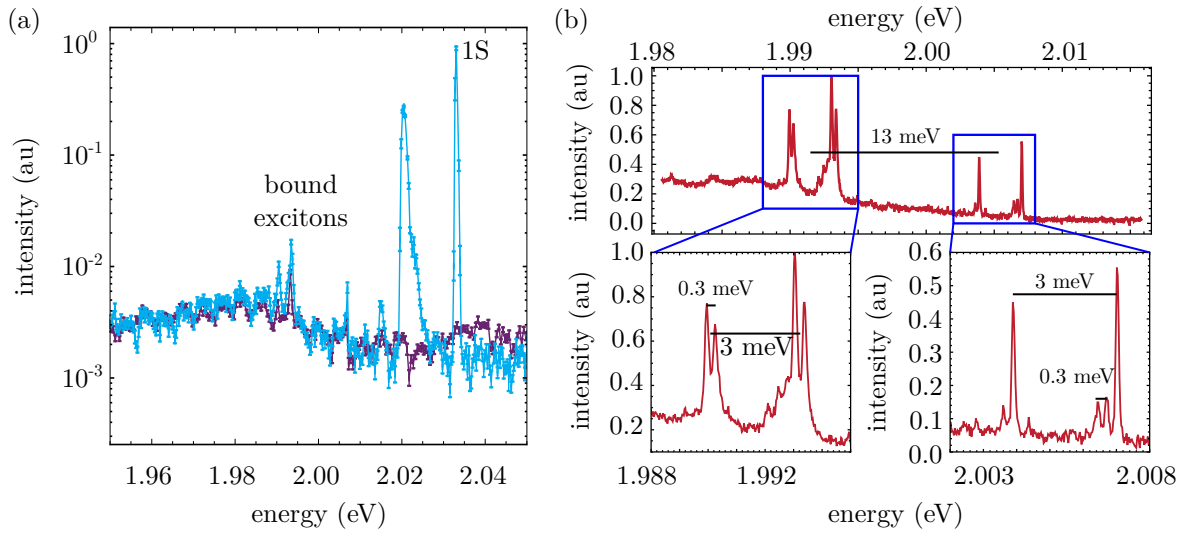 (a)
intensity (au)
10^0
10^-1
10^-2
10^-3
1S
bound
excitons
1.96 1.98 2.00 2.02 2.04
energy (eV)
(b)
energy (eV)
1.98 1.99 2.00 2.01
intensity (au)
1.0
0.8
0.6
0.4
0.2
0.0
13 meV
intensity (au)
1.0
0.8
0.6
0.4
0.2
0.3 meV
3 meV
1.988 1.992
intensity (au)
0.6
0.5
0.4
0.3
0.2
0.1
0.0
3 meV
0.3 meV
2.003 2.008
energy (eV)